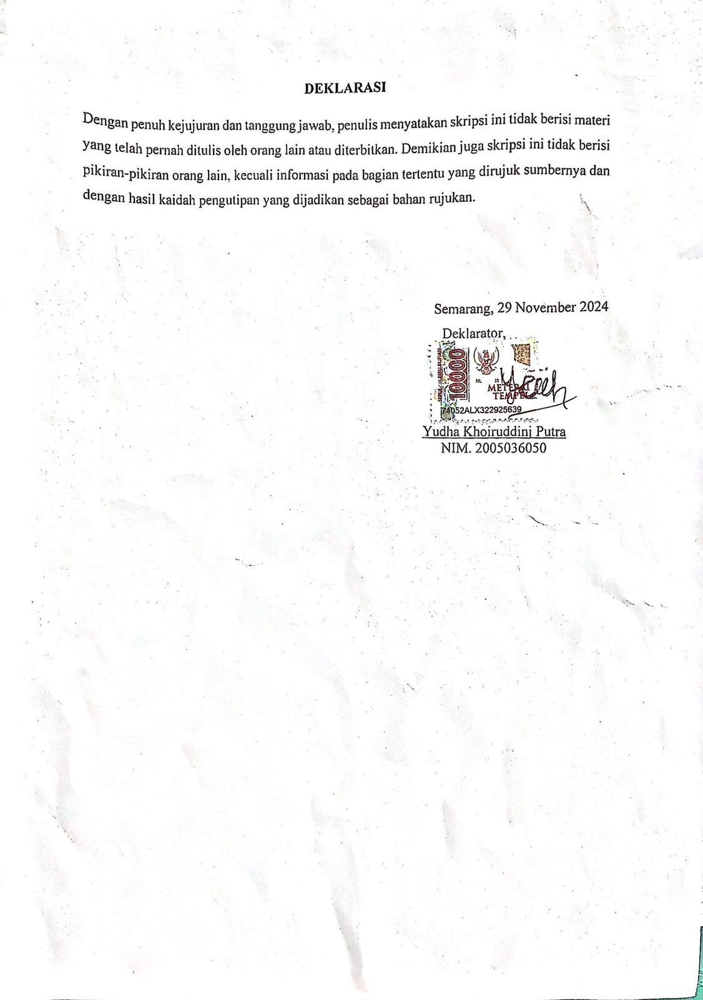 DEKLARASI
Dengan penuh kejujuran dan tanggung jawab, penulis menyatakan skripsi ini tidak berisi materi
yang telah pernah ditulis oleh orang lain atau diterbitkan. Demikian juga skripsi ini tidak berisi
pikiran-pikiran orang lain, kecuali informasi pada bagian tertentu yang dirujuk sumbernya dan
dengan hasil kaidah pengutipan yang dijadikan sebagai bahan rujukan.
Semarang, 29 November 2024
Deklarator,
10000
METERAI
TEMPEL
74052ALX322925639
Yudha Khoiruddinj Putra
NIM. 2005036050